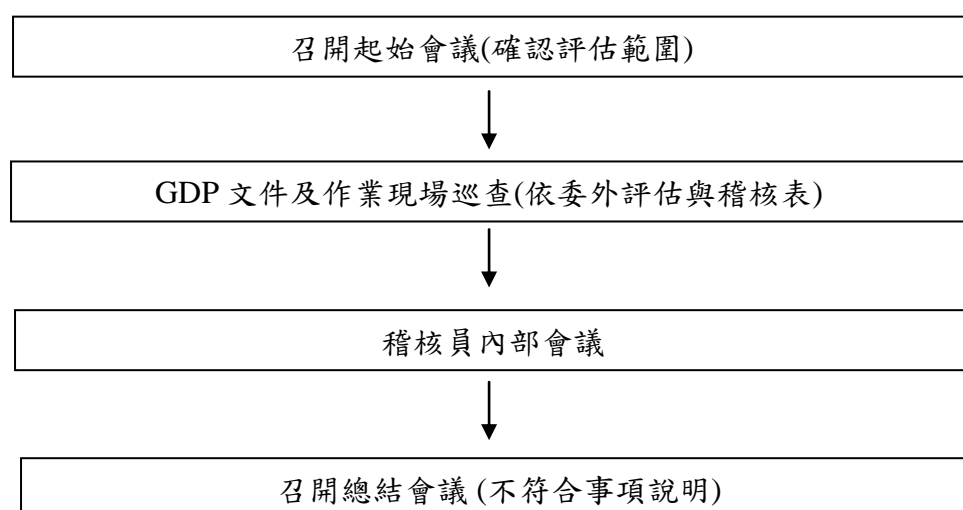 召開起始會議(確認評估範圍)
GDP 文件及作業現場巡查(依委外評估與稽核表)
稽核員內部會議
召開總結會議 (不符合事項說明)